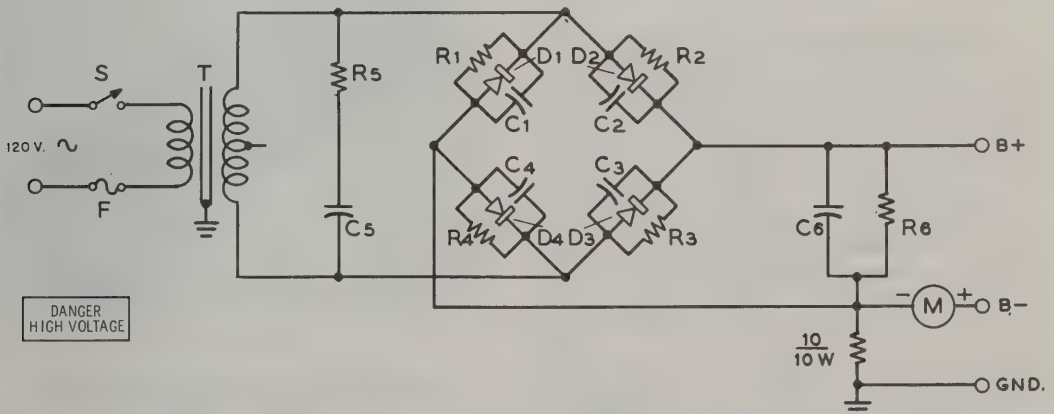 S
T
120 V.
F
R5
C5
R1
D1
D2
R2
C1
C2
C4
C3
R4
D4
D3
R3
C6
R6
B+
- M +
B-
10
10 W
GND.
DANGER
HIGH VOLTAGE